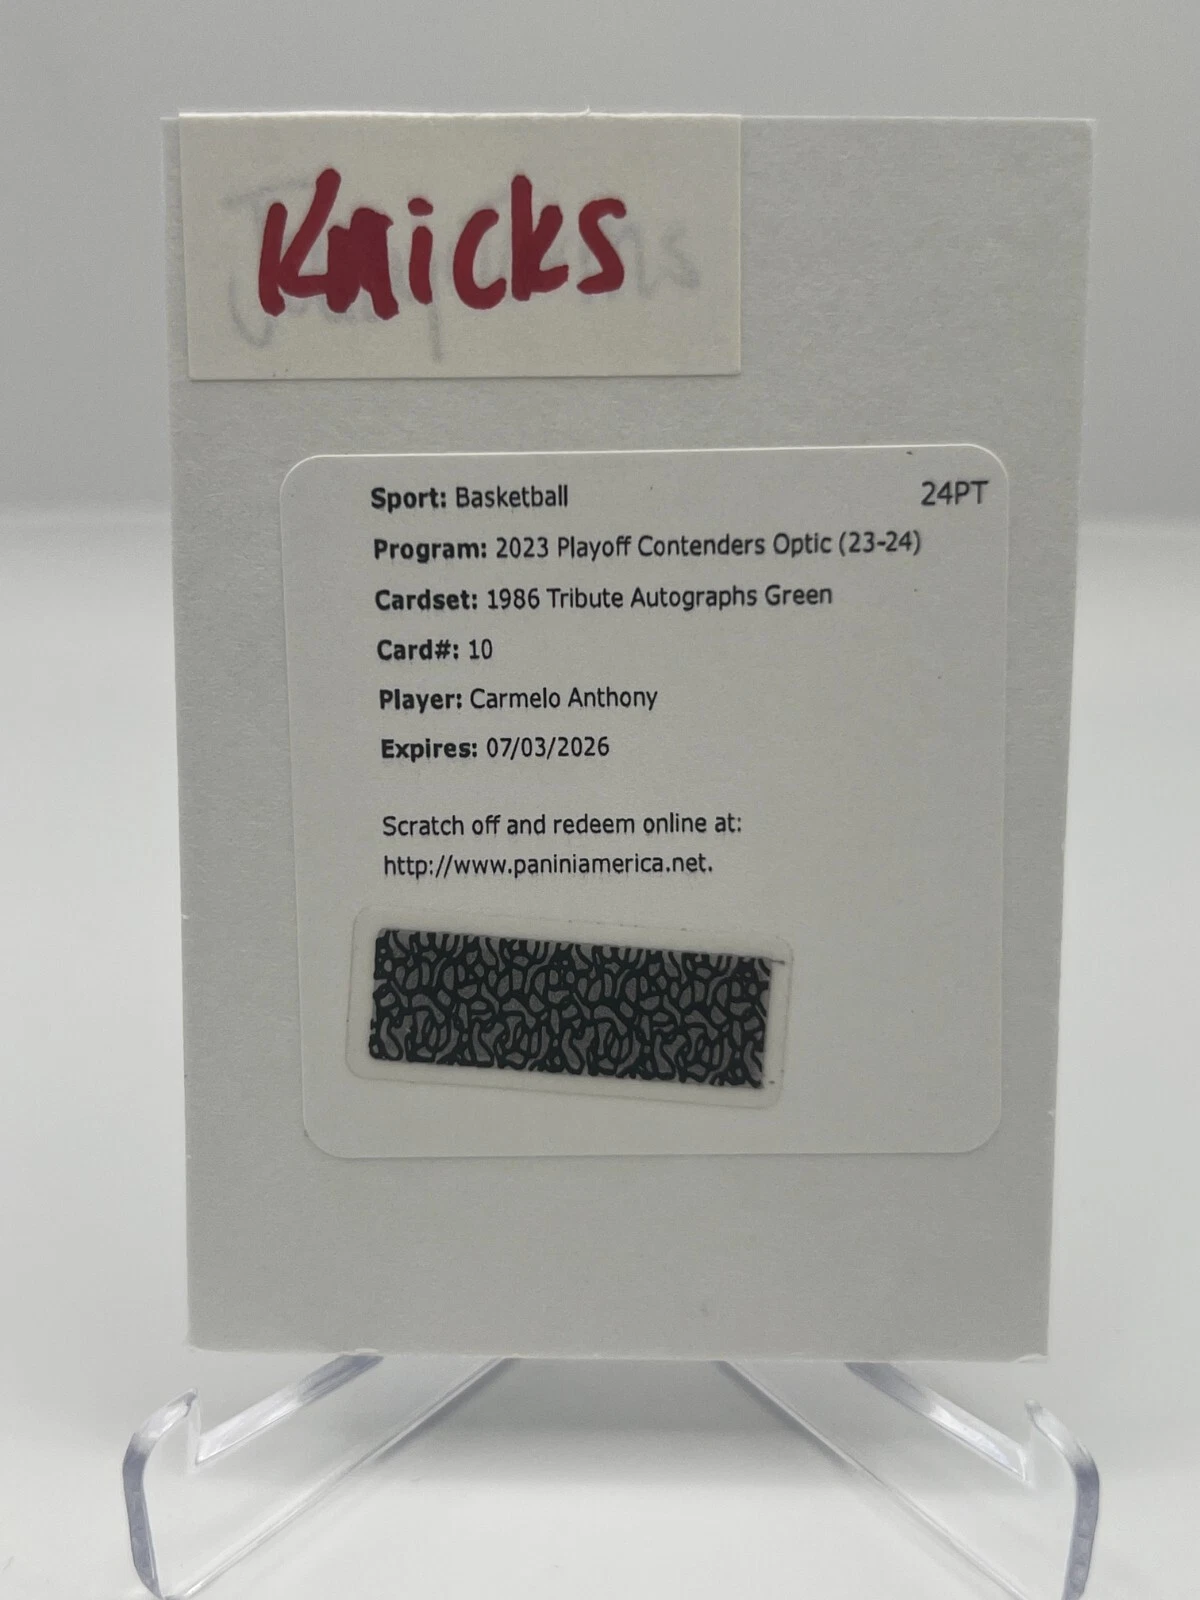 Knicks
Sport: Basketball
24PT
Program: 2023 Playoff Contenders Optic (23-24)
Cardset: 1986 Tribute Autographs Green
Card#: 10
Player: Carmelo Anthony
Expires: 07/03/2026
Scratch off and redeem online at:
http://www.paniniamerica.net.